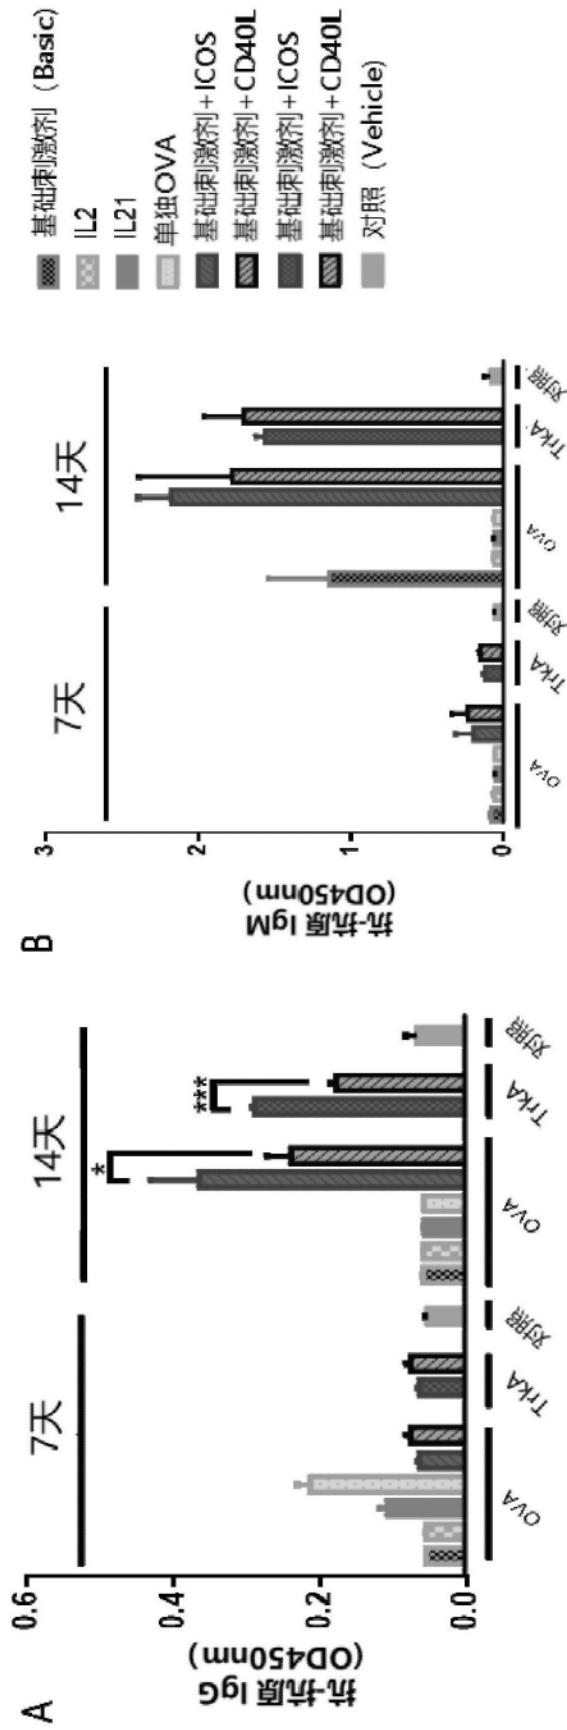 A
抗-抗原 IgG
(OD450nm)
0.6
0.4
0.2
0.0
7天
14天
*
***
OVA
TrkA
对照
OVA
TrkA
对照
B
抗-抗原 IgM
(OD450nm)
3
2
1
0
7天
14天
OVA
TrkA
对照
OVA
TrkA
对照
基础刺激剂（Basic）
IL2
IL21
单独OVA
基础刺激剂+ICOS
基础刺激剂+CD40L
基础刺激剂+ICOS
基础刺激剂+CD40L
对照（Vehicle）